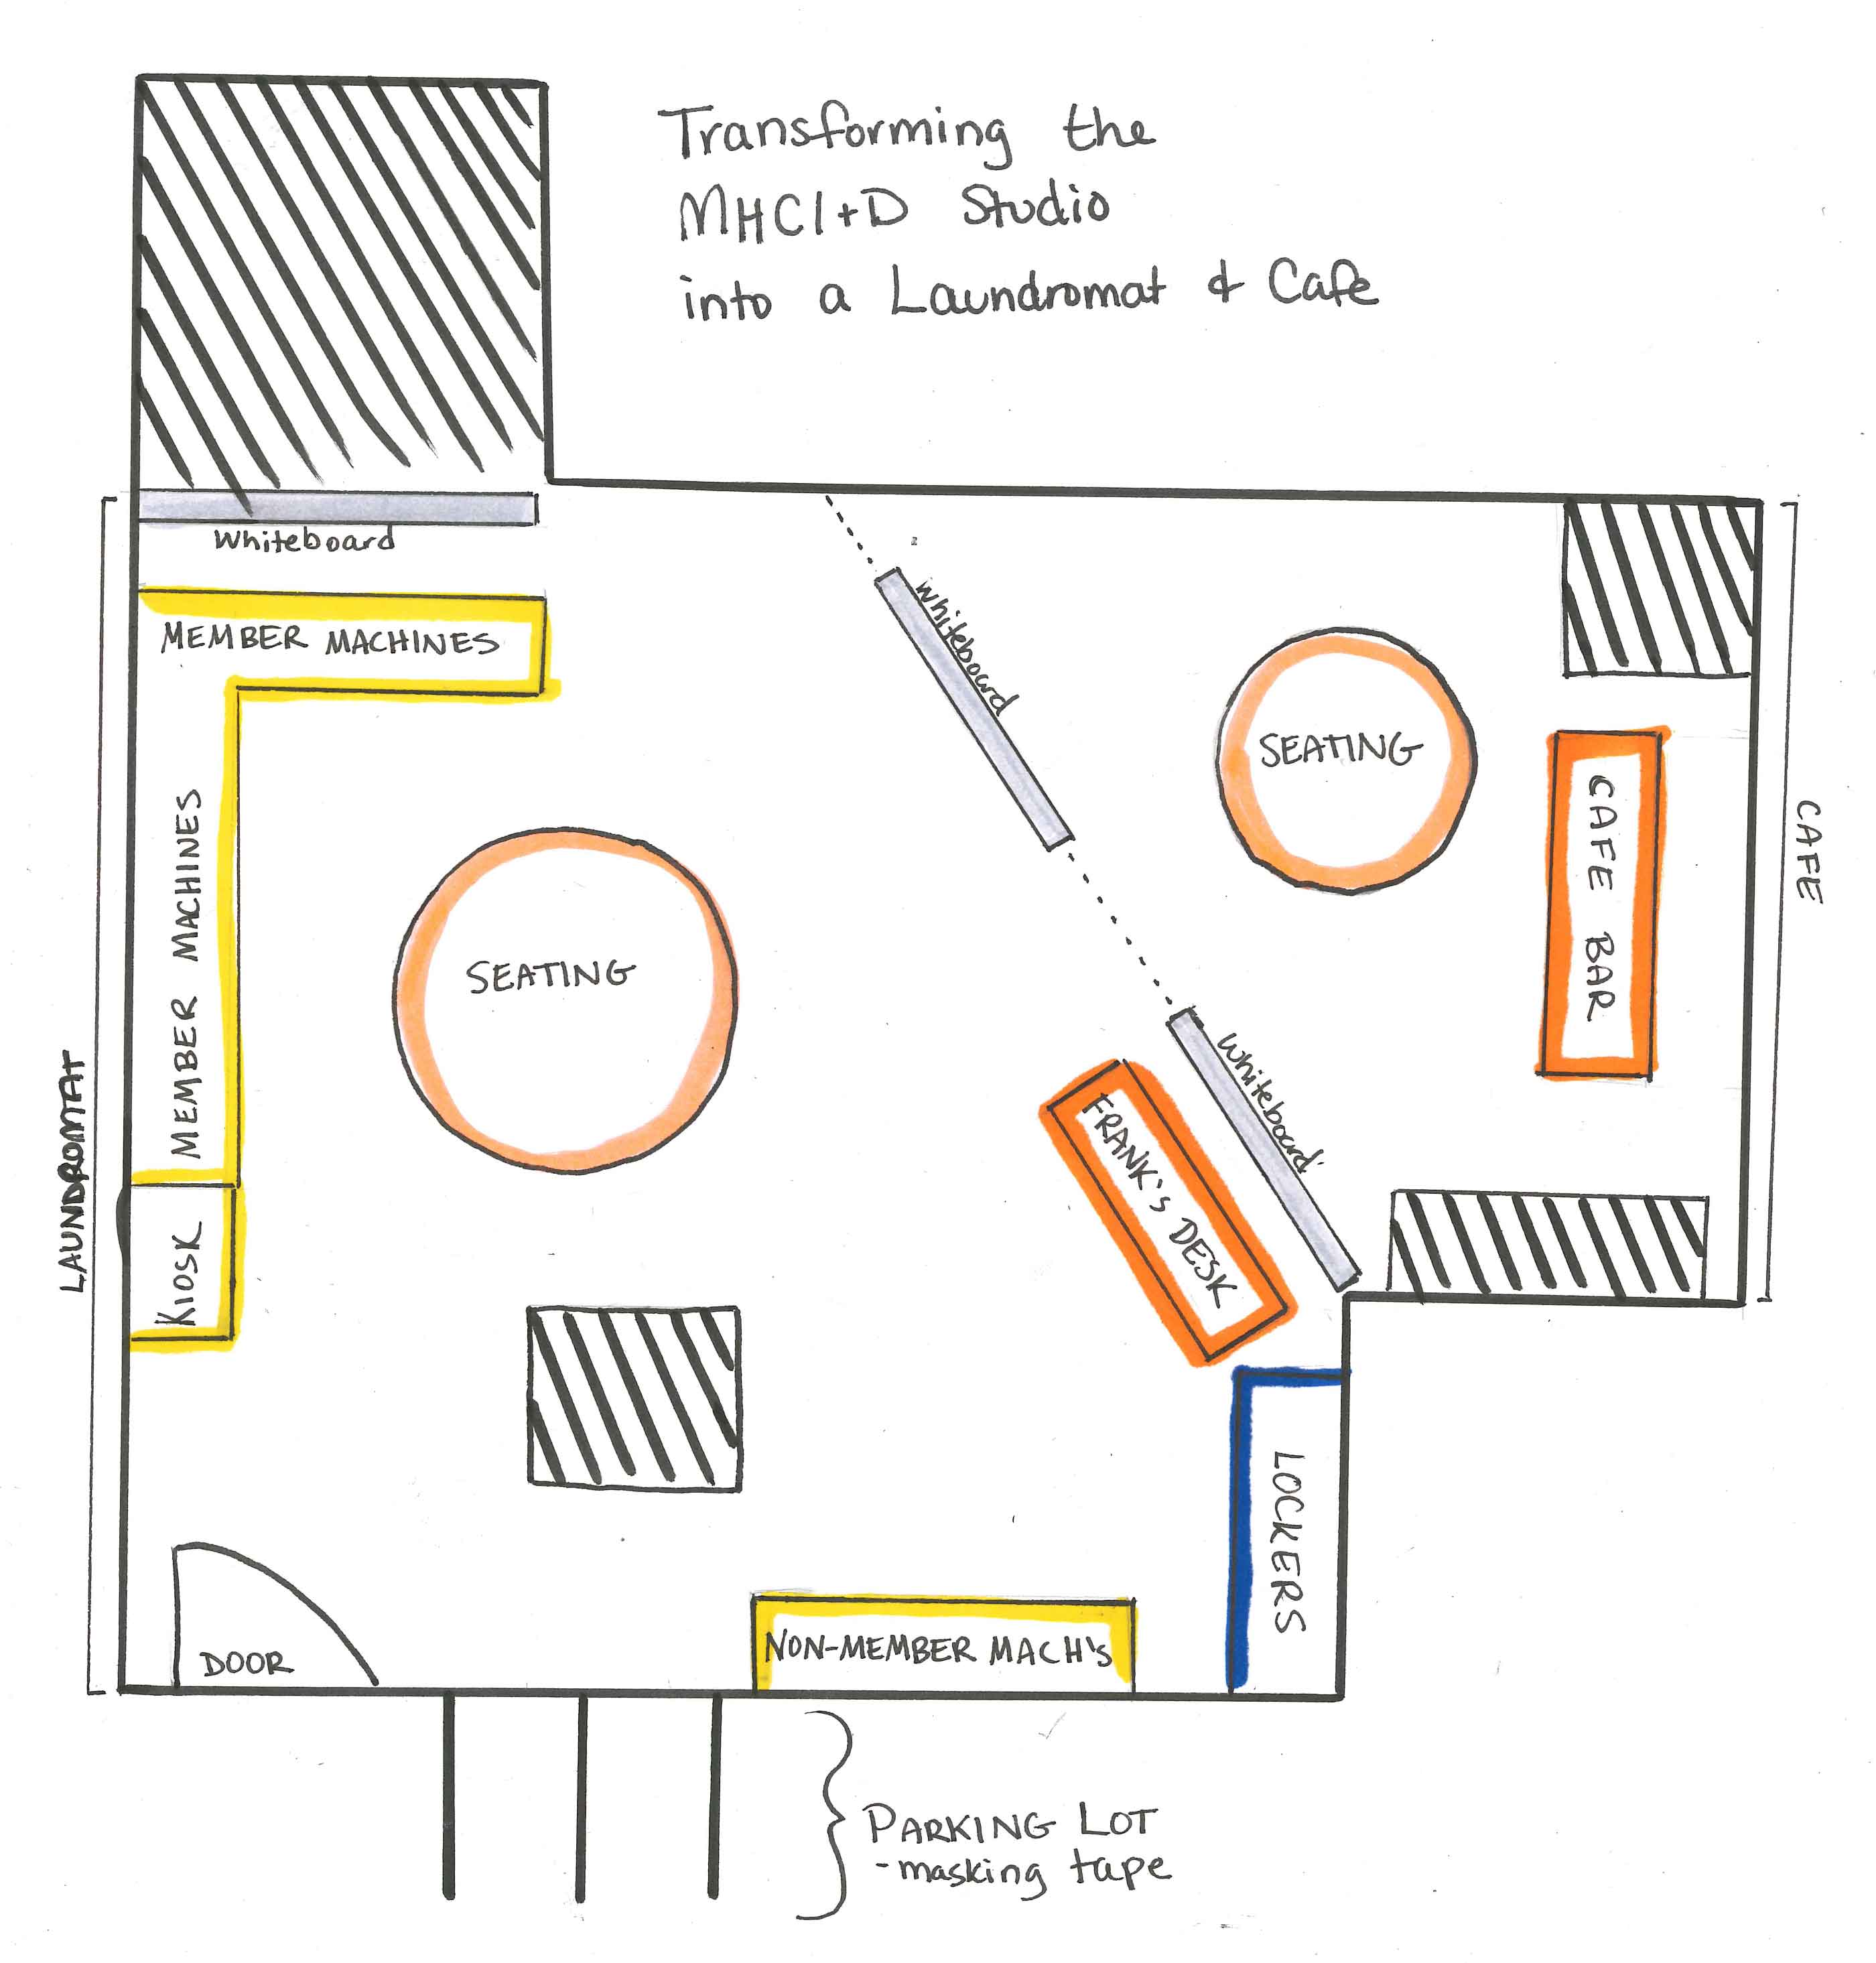 Transforming the
MHCI+D Studio
into a Laundromat & Cafe
Whiteboard
MEMBER MACHINES
whiteboard
SEATING
CAFE BAR
CAFE
MEMBER MACHINES
SEATING
LAUNDROMAT
Whiteboard
FRANK'S DESK
KIOSK
LOCKERS
DOOR
NON-MEMBER MACH'S
PARKING LOT
-masking tape